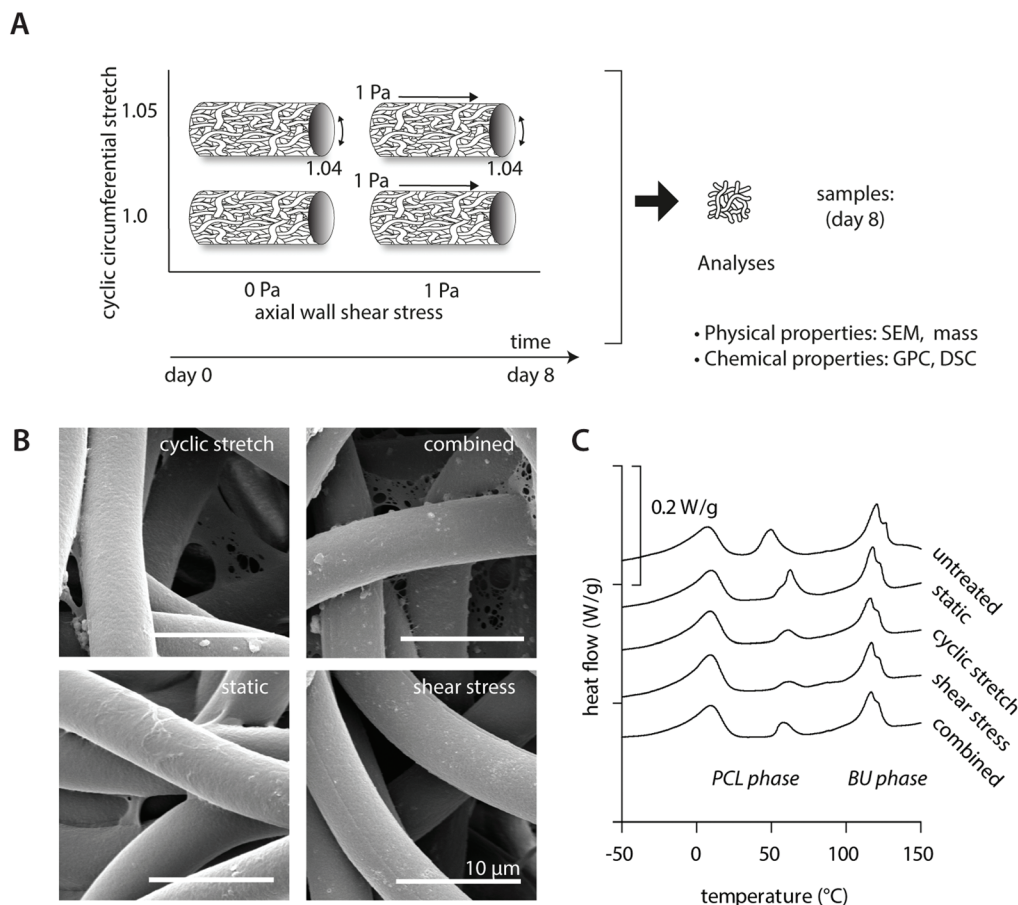 A
cyclic circumferential stretch
1.05
1.0
1 Pa
1.04
1.04
1 Pa
0 Pa
1 Pa
axial wall shear stress
time
day 0
day 8
samples:
(day 8)
Analyses
• Physical properties: SEM, mass
• Chemical properties: GPC, DSC
B
cyclic stretch
combined
static
shear stress
10 µm
C
0.2 W/g
heat flow (W/g)
untreated
static
cyclic stretch
shear stress
combined
PCL phase
BU phase
-50
0
50
100
150
temperature (°C)